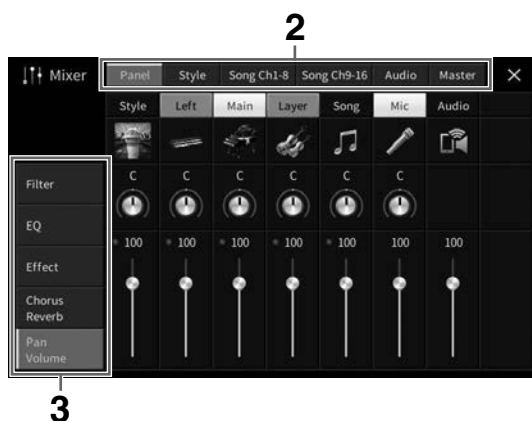 2
Mixer
Panel Style Song Ch1-8 Song Ch9-16 Audio Master ×
Style Left Main Layer Song Mic Audio
C C C C C C
Filter
EQ
Effect
Chorus
Reverb
Pan
Volume
100 100 100 100 100 100 100
3